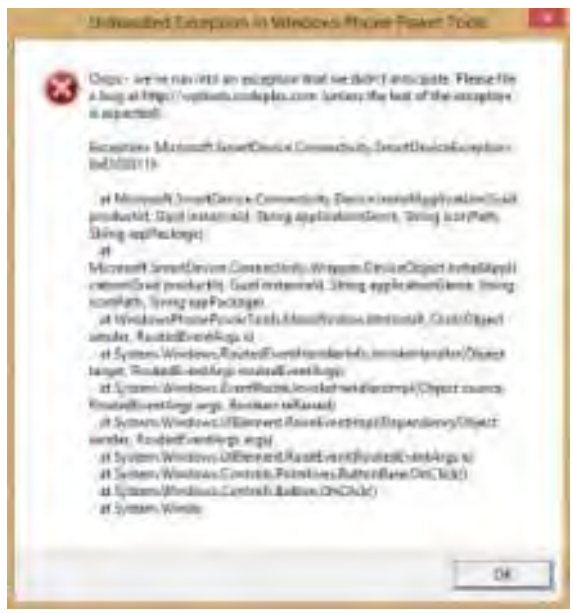 Unhandled Exception in Windows Phone Power Tools
Oops - we've run into an exception that we didn't anticipate. Please file
a bug at http://wptools.codeplex.com (unless the text of the exception
is expected)
Exception: Microsoft.SmartDevice.Connectivity.SmartDeviceException:
at Microsoft.SmartDevice.Connectivity.Device.InstallApplication(Guid
productId, Guid instanceId, String applicationGenre, String iconPath,
String appPackage)
at
Microsoft.SmartDevice.Connectivity.Wrapper.DeviceObject.InstallAppli
cation(Guid productId, Guid instanceId, String applicationGenre, String
iconPath, String appPackage)
at WindowsPhonePowerTools.MainWindow.btnInstall_Click(Object
sender, RoutedEventArgs e)
at System.Windows.RoutedEventHandlerInfo.InvokeHandler(Object
target, RoutedEventArgs routedEventArgs)
at System.Windows.EventRoute.InvokeHandlersImpl(Object source,
RoutedEventArgs args, Boolean reRaised)
at System.Windows.UIElement.RaiseEventImpl(DependencyObject
sender, RoutedEventArgs args)
at System.Windows.UIElement.RaiseEvent(RoutedEventArgs e)
at System.Windows.Controls.Primitives.ButtonBase.OnClick()
at System.Windows.Controls.Button.OnClick()
at System.Windo
OK